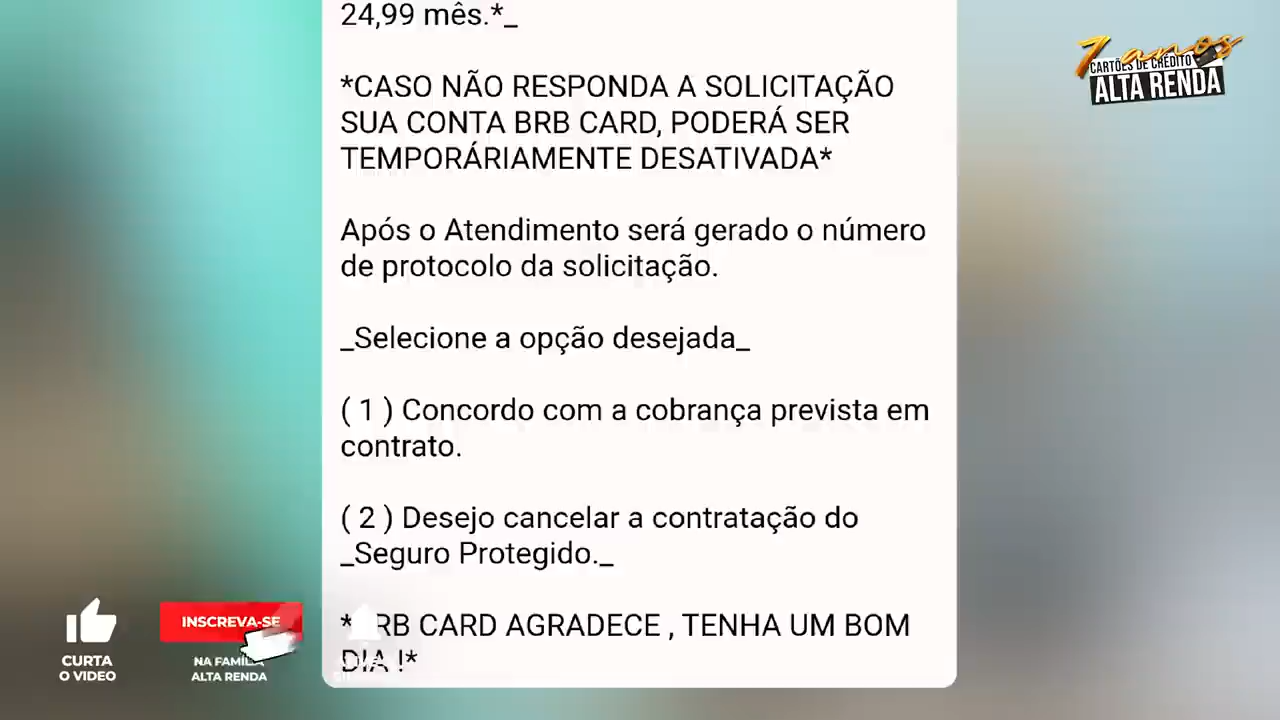 24,99 mês.*_
7 anos
CARTÕES DE CRÉDITO
ALTA RENDA
*CASO NÃO RESPONDA A SOLICITAÇÃO
SUA CONTA BRB CARD, PODERÁ SER
TEMPORÁRIAMENTE DESATIVADA*
Após o Atendimento será gerado o número
de protocolo da solicitação.
_Selecione a opção desejada_
( 1 ) Concordo com a cobrança prevista em
contrato.
( 2 ) Desejo cancelar a contratação do
_Seguro Protegido._
* RB CARD AGRADECE , TENHA UM BOM
DIA !*
CURTA
O VIDEO
INSCREVA-SE
NA FAMÍLIA
ALTA RENDA